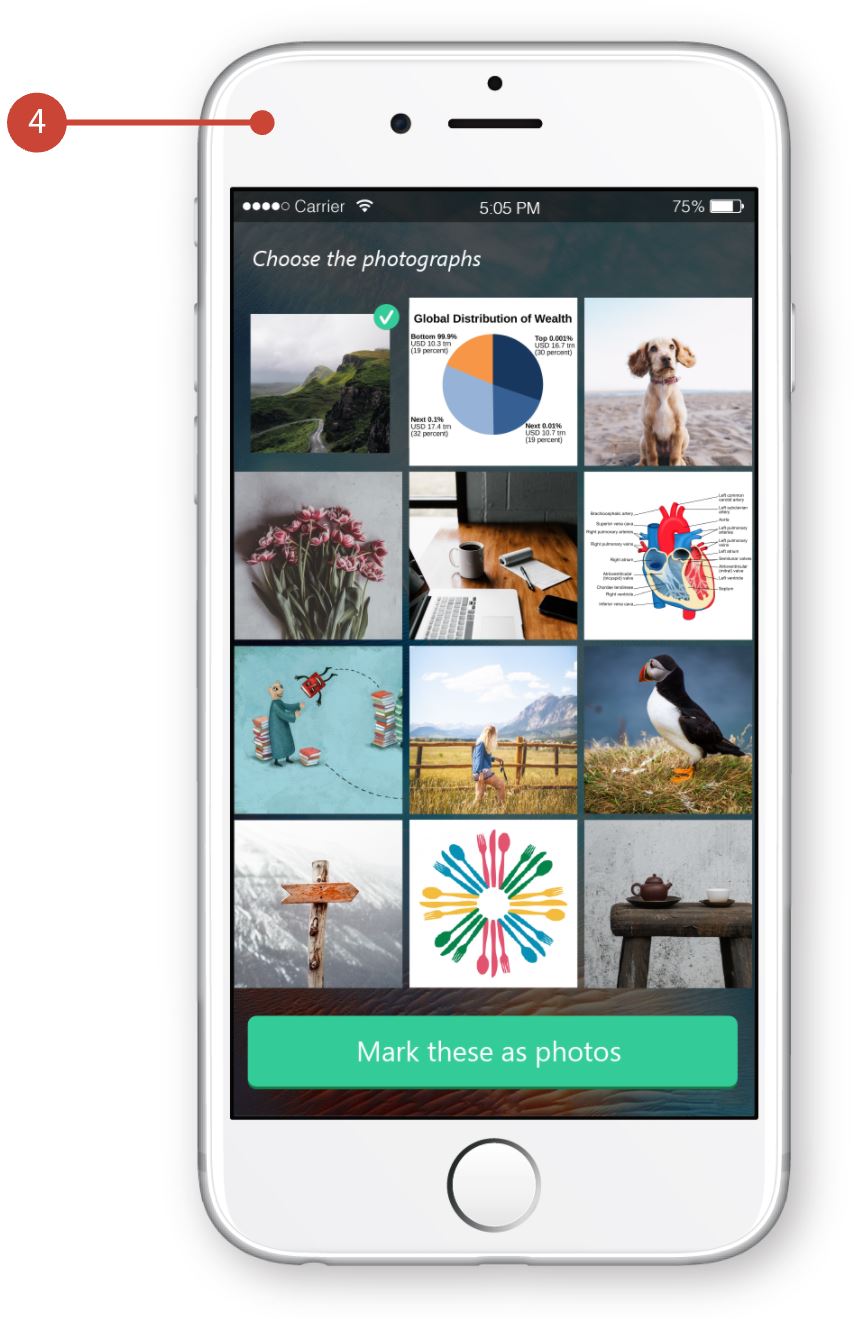 4
Carrier 5:05 PM 75%
Choose the photographs
Global Distribution of Wealth
Bottom 99.9%
USD 10.3 trn
(19 percent)
Top 0.001%
USD 16.7 trn
(30 percent)
Next 0.1%
USD 17.4 trn
(32 percent)
Next 0.01%
USD 10.7 trn
(19 percent)
Brachiocephalic artery
Superior vena cava
Right pulmonary arteries
Right pulmonary veins
Right atrium
Atrioventricular
(tricuspid) valve
Chordae tendineae
Right ventricle
Inferior vena cava
Left common
carotid artery
Left subclavian
artery
Aorta
Left pulmonary
arteries
Left pulmonary
veins
Left atrium
Semilunar valves
Atrioventricular
(mitral) valve
Left ventricle
Septum
Mark these as photos